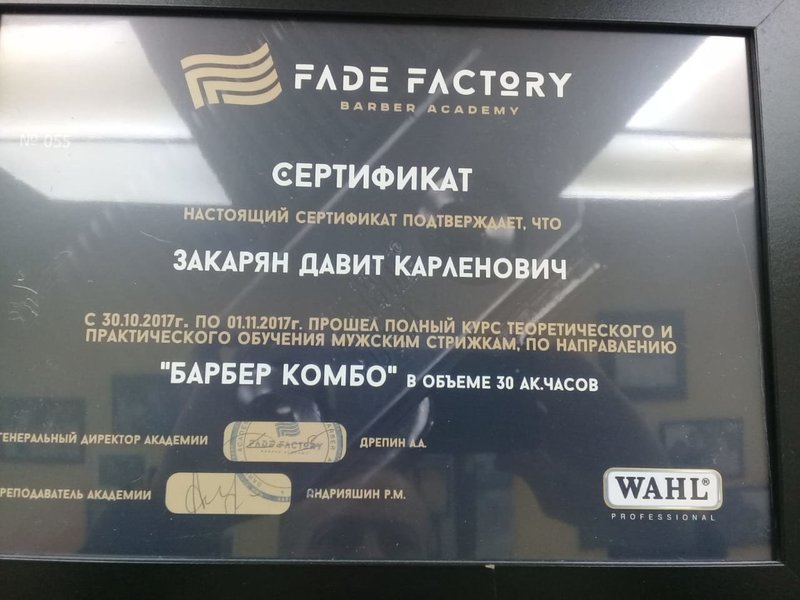 FADE FACTORY
BARBER ACADEMY
№ 055
СЕРТИФИКАТ
НАСТОЯЩИЙ СЕРТИФИКАТ ПОДТВЕРЖДАЕТ, ЧТО
ЗАКАРЯН ДАВИТ КАРЛЕНОВИЧ
С 30.10.2017г. ПО 01.11.2017г. ПРОШЕЛ ПОЛНЫЙ КУРС ТЕОРЕТИЧЕСКОГО И
ПРАКТИЧЕСКОГО ОБУЧЕНИЯ МУЖСКИМ СТРИЖКАМ, ПО НАПРАВЛЕНИЮ
"БАРБЕР КОМБО" В ОБЪЕМЕ 30 АК.ЧАСОВ
ГЕНЕРАЛЬНЫЙ ДИРЕКТОР АКАДЕМИИ FADE FACTORY ДРЕПИН А.А.
ПРЕПОДАВАТЕЛЬ АКАДЕМИИ АНДРИЯШИН Р.М.
WAHL®
PROFESSIONAL